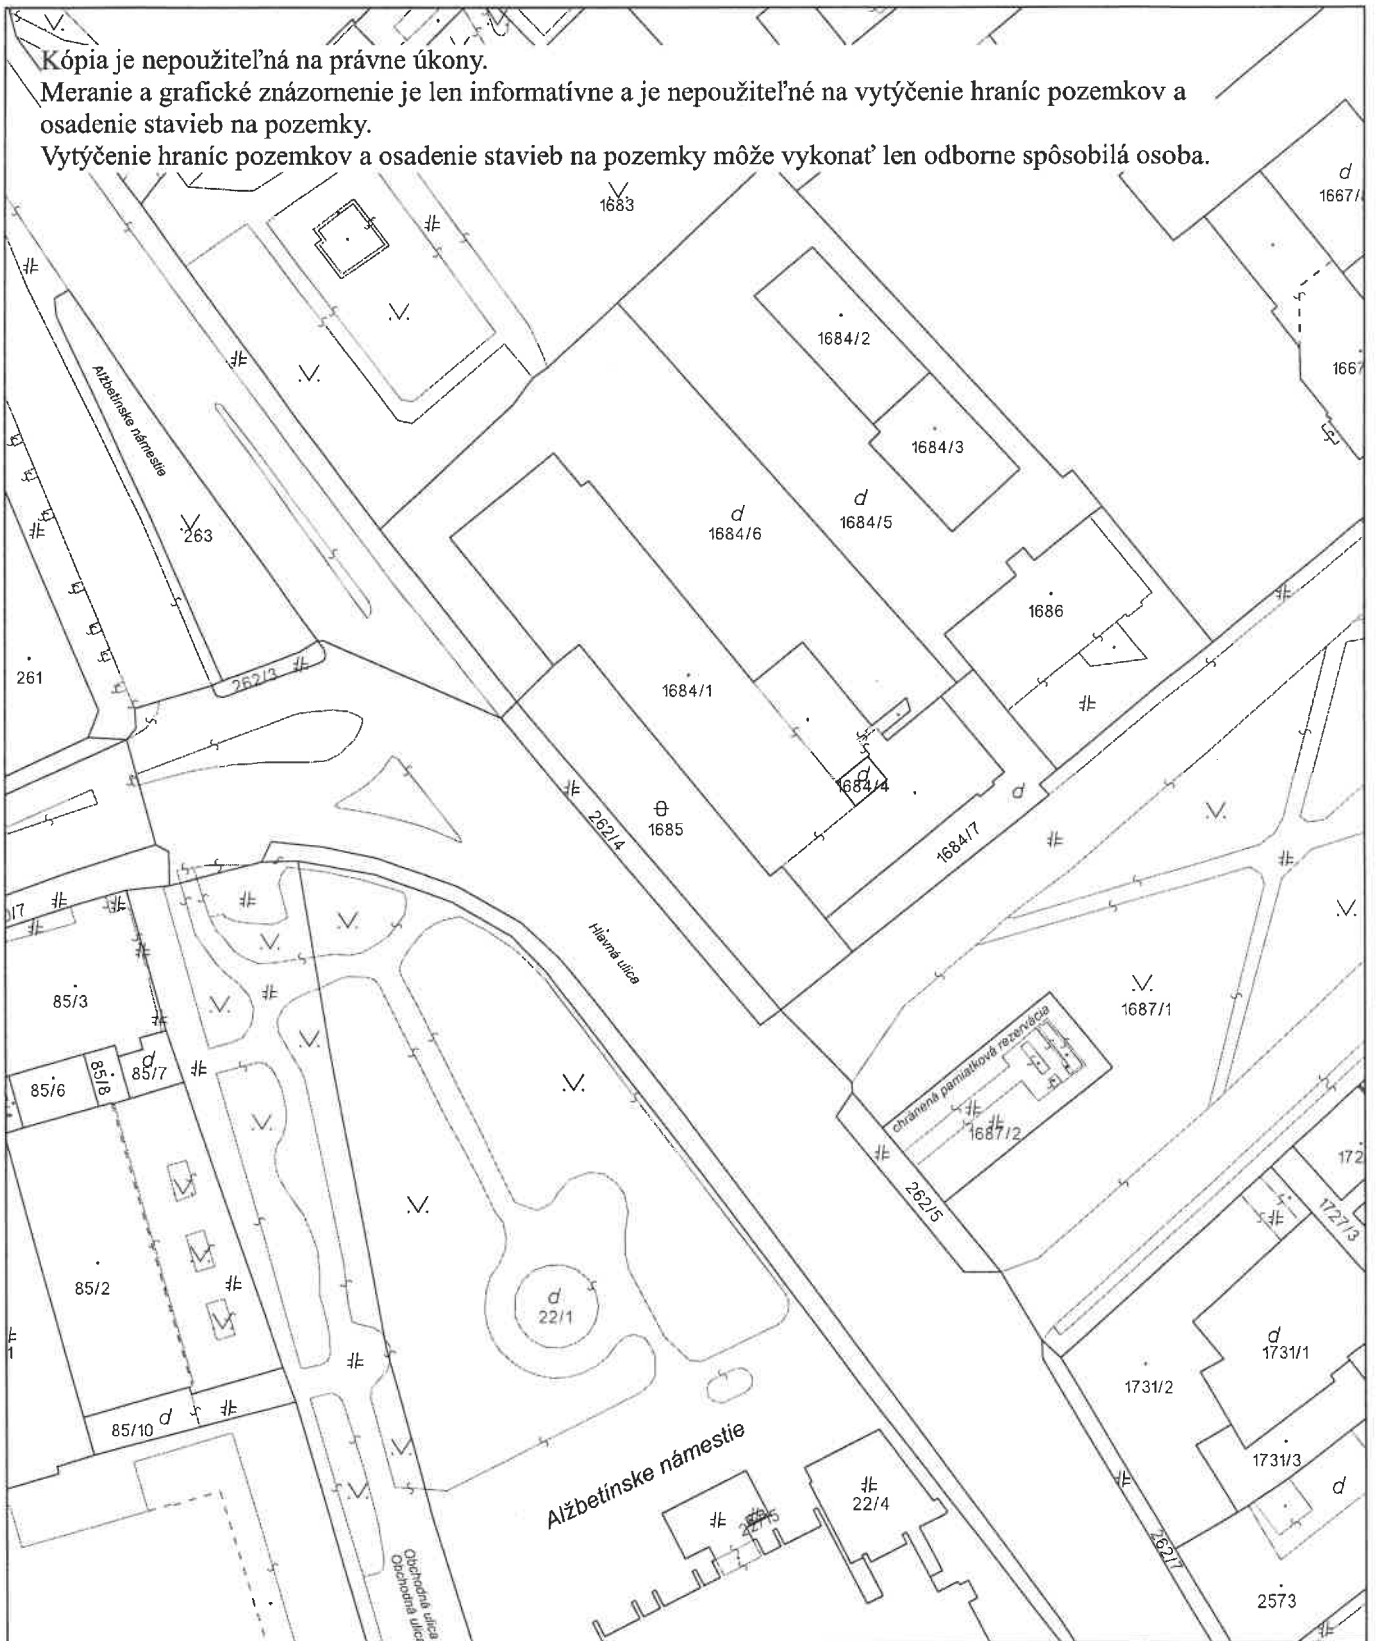 Kópia je nepoužiteľná na právne úkony.
Meranie a grafické znázornenie je len informatívne a je nepoužiteľné na vytýčenie hraníc pozemkov a
osadenie stavieb na pozemky.
Vytýčenie hraníc pozemkov a osadenie stavieb na pozemky môže vykonať len odborne spôsobilá osoba.
d
1683
1684/2
Alžbetínske námestie
1684/3
d
1684/6
d
1684/5
263
1686
261
262/3
1684/1
d
1684/4
1685
262/4
1684/7
d
Hlavná ulica
85/3
1687/1
chránená pamiatková rezervácia
1687/2
85/6
85/8
d
85/7
262/5
1727/3
85/2
d
22/1
d
1731/1
1731/2
85/10 d
Alžbetínske námestie
1731/3
d
22/4
262/7
2573
Obchodná ulica
Obchodná ulica